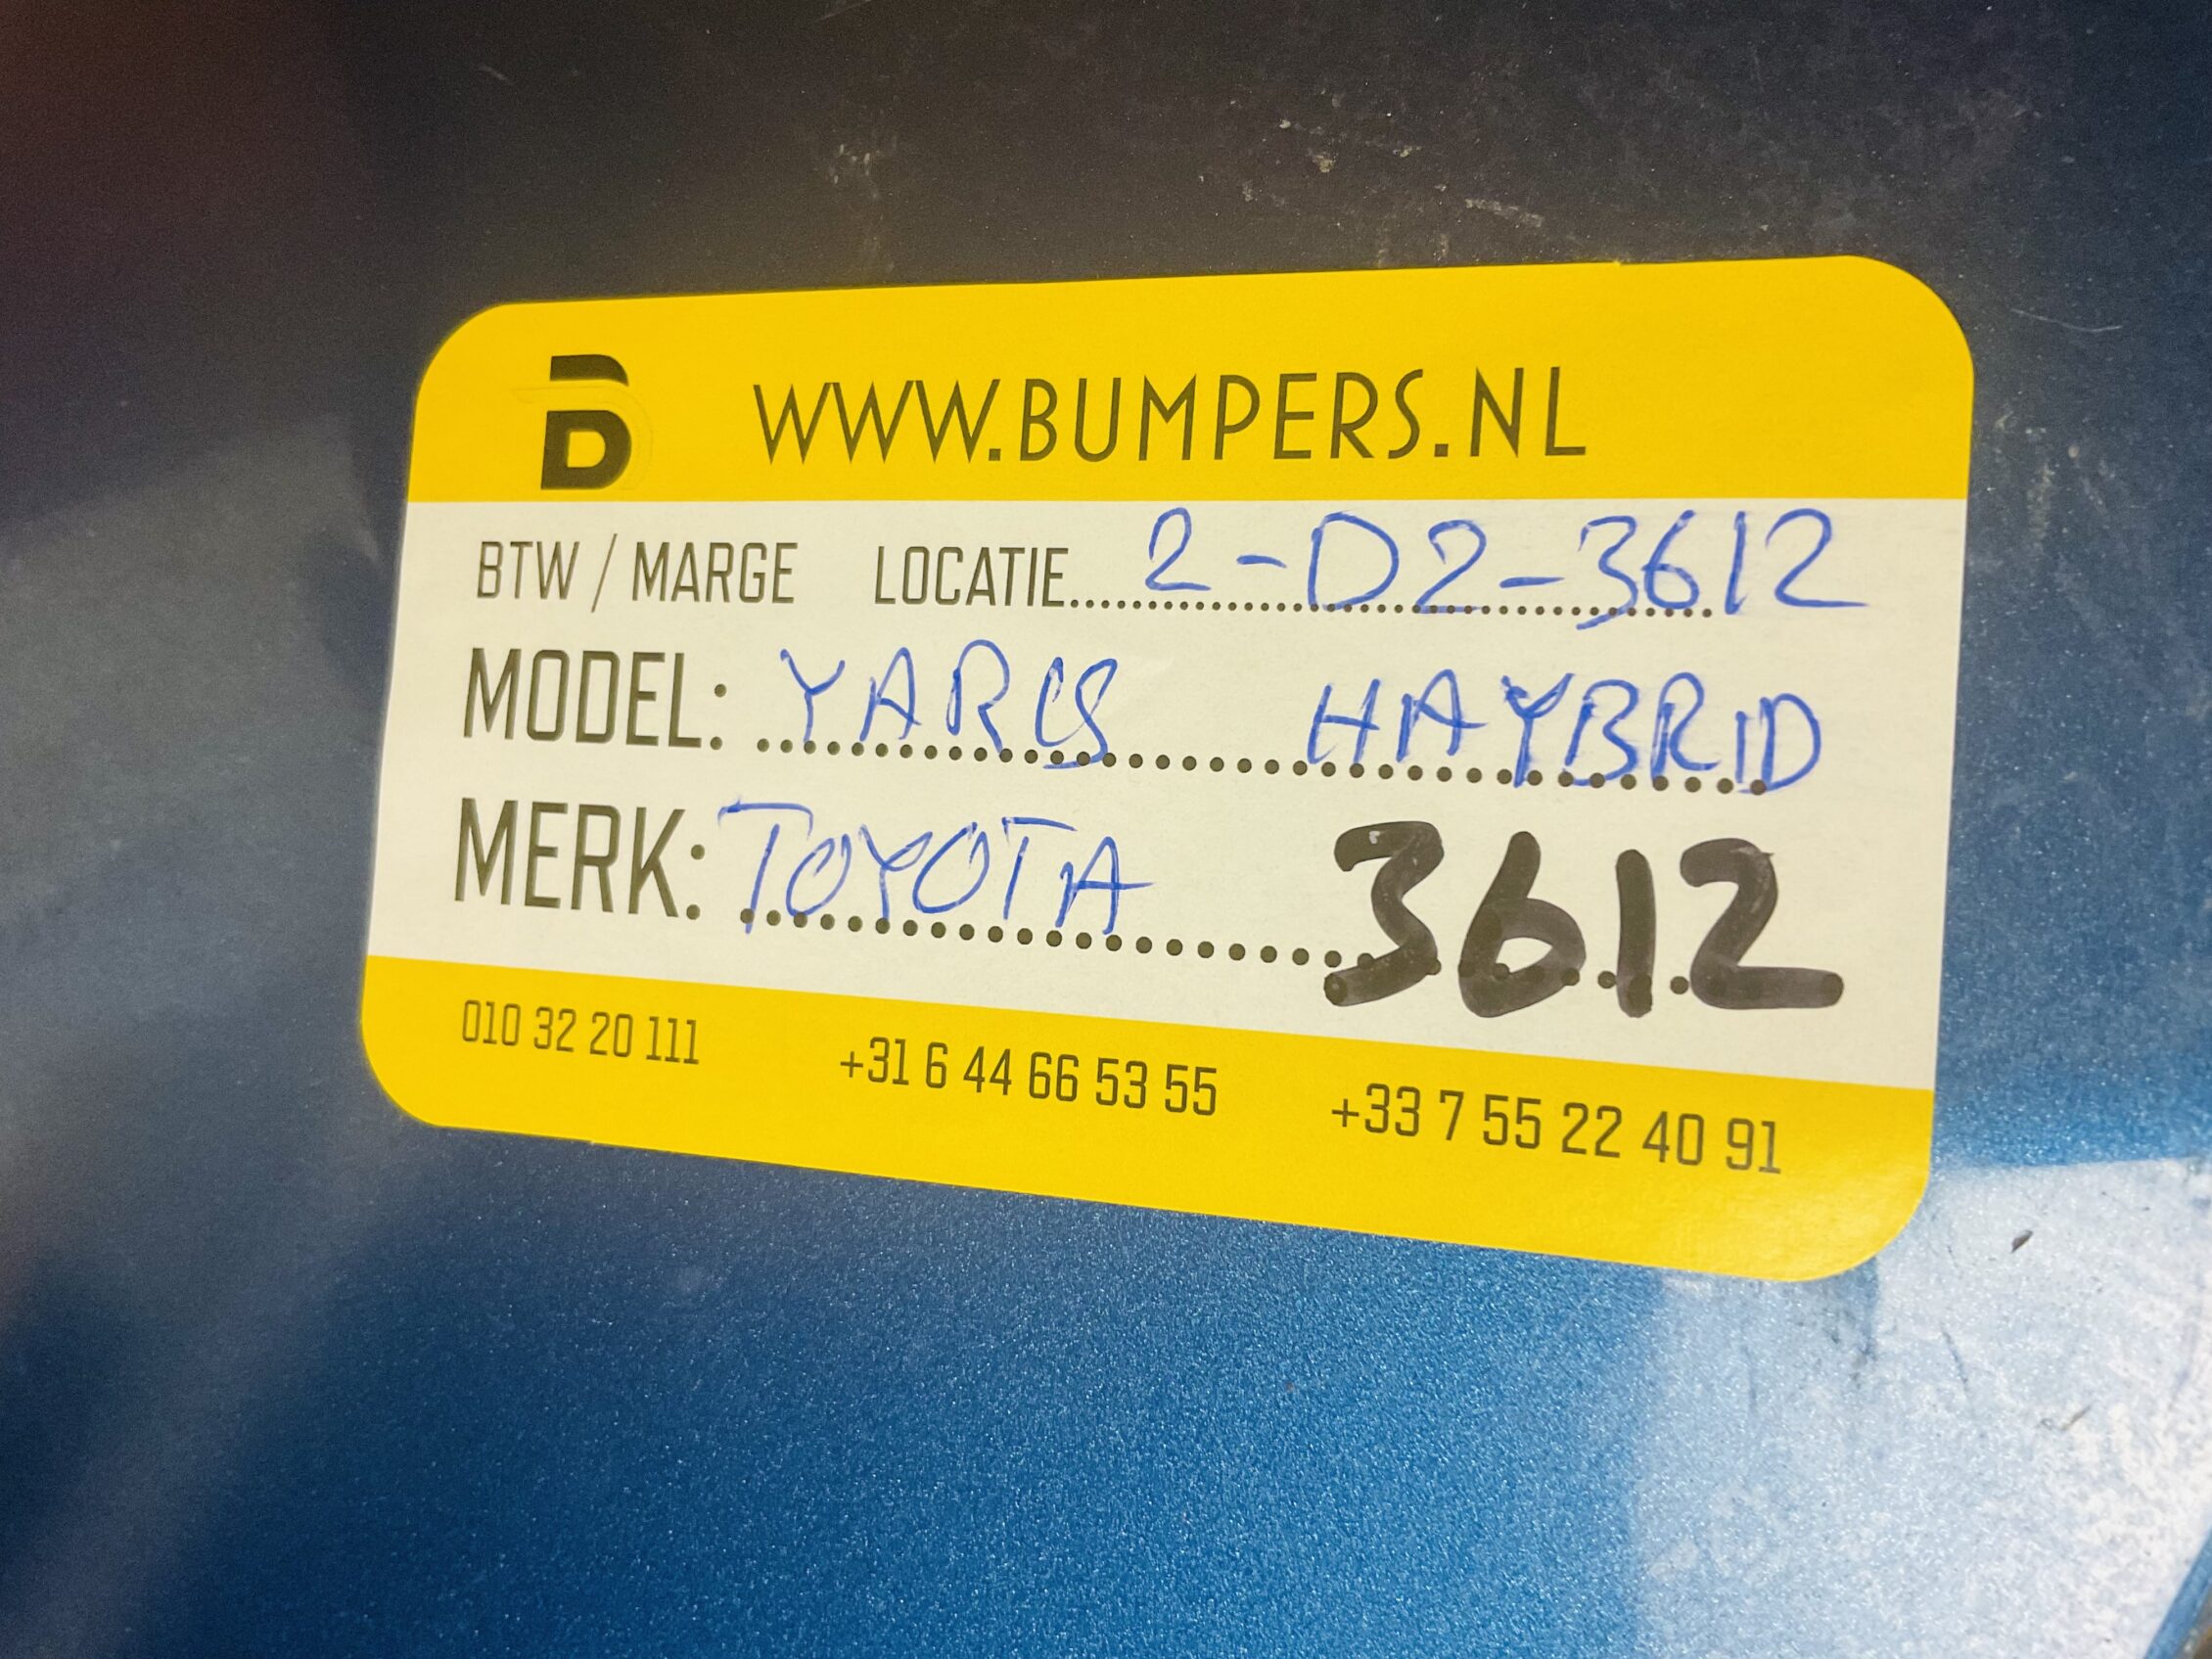 B WWW.BUMPERS.NL
BTW / MARGE LOCATIE 2-D2-3612
MODEL: YARIS HAYBRID
MERK: TOYOTA 3612
010 32 20 111 +31 6 44 66 53 55 +33 7 55 22 40 91